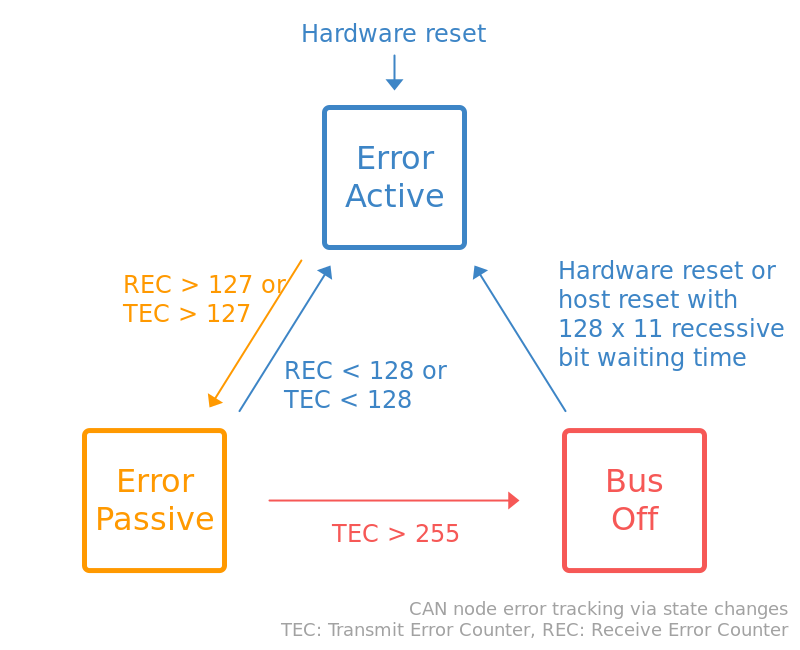 Hardware reset
Error
Active
REC > 127 or
TEC > 127
Hardware reset or
host reset with
128 x 11 recessive
bit waiting time
REC < 128 or
TEC < 128
Error
Passive
Bus
Off
TEC > 255
CAN node error tracking via state changes
TEC: Transmit Error Counter, REC: Receive Error Counter